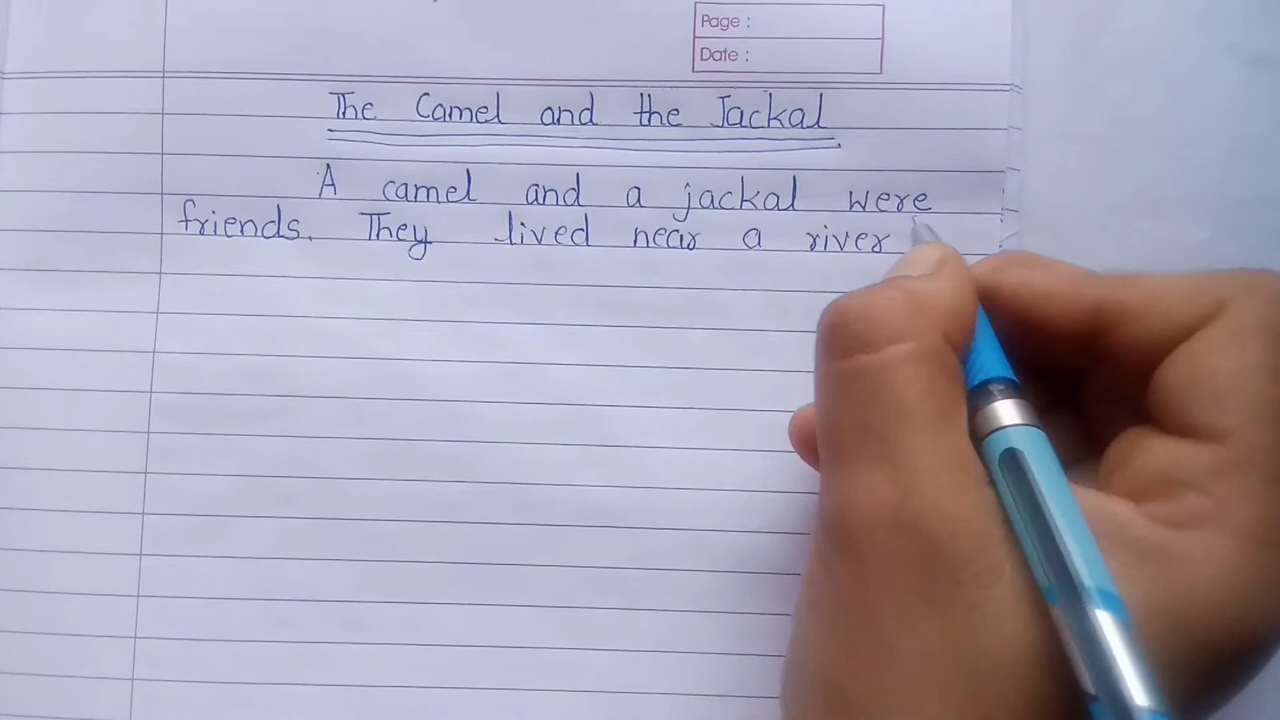 Page :
Date :
The Camel and the Jackal
A camel and a jackal were
friends. They lived near a river